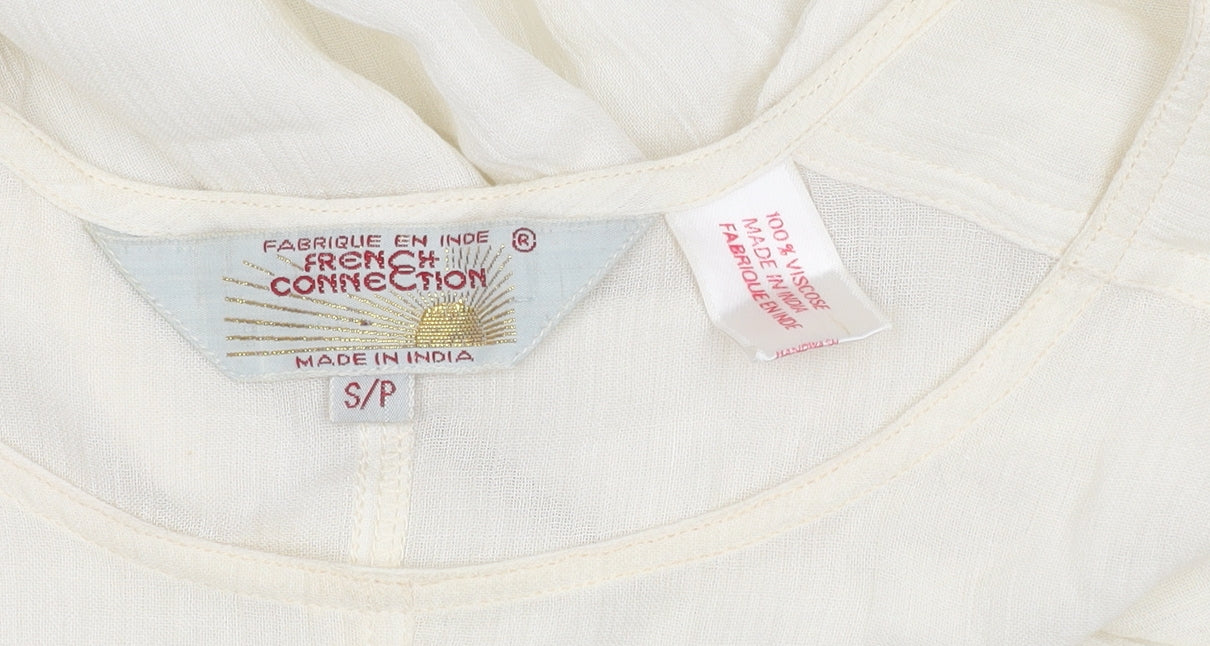 FABRIQUE EN INDE ®
FRENCH
CONNECTION
MADE IN INDIA
S/P
100% VISCOSE
MADE IN INDIA
FABRIQUE EN INDE